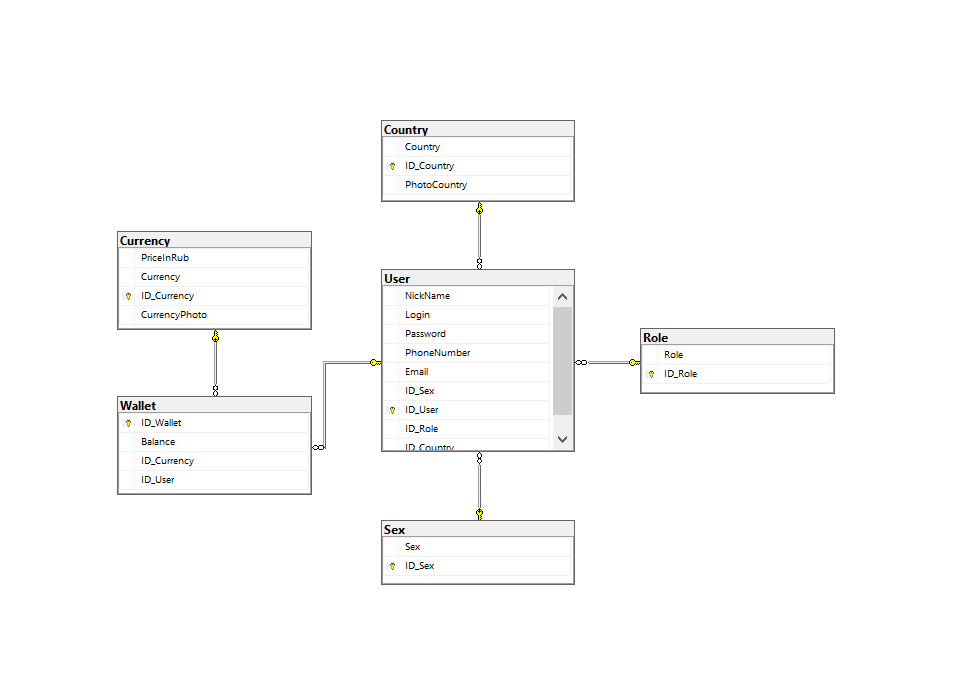 Country
Country
ID_Country
PhotoCountry
Currency
PriceInRub
Currency
ID_Currency
CurrencyPhoto
User
NickName
Login
Password
PhoneNumber
Email
ID_Sex
ID_User
ID_Role
ID_Country
Role
Role
ID_Role
Wallet
ID_Wallet
Balance
ID_Currency
ID_User
Sex
Sex
ID_Sex